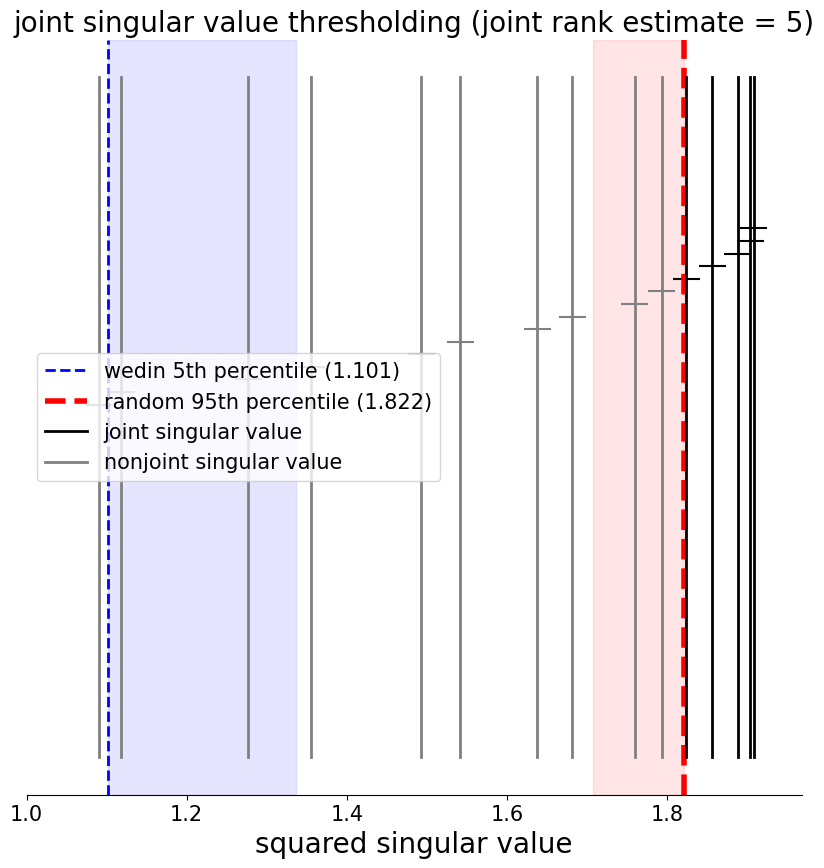 joint singular value thresholding (joint rank estimate = 5)
wedin 5th percentile (1.101)
random 95th percentile (1.822)
joint singular value
nonjoint singular value
1.0 1.2 1.4 1.6 1.8
squared singular value